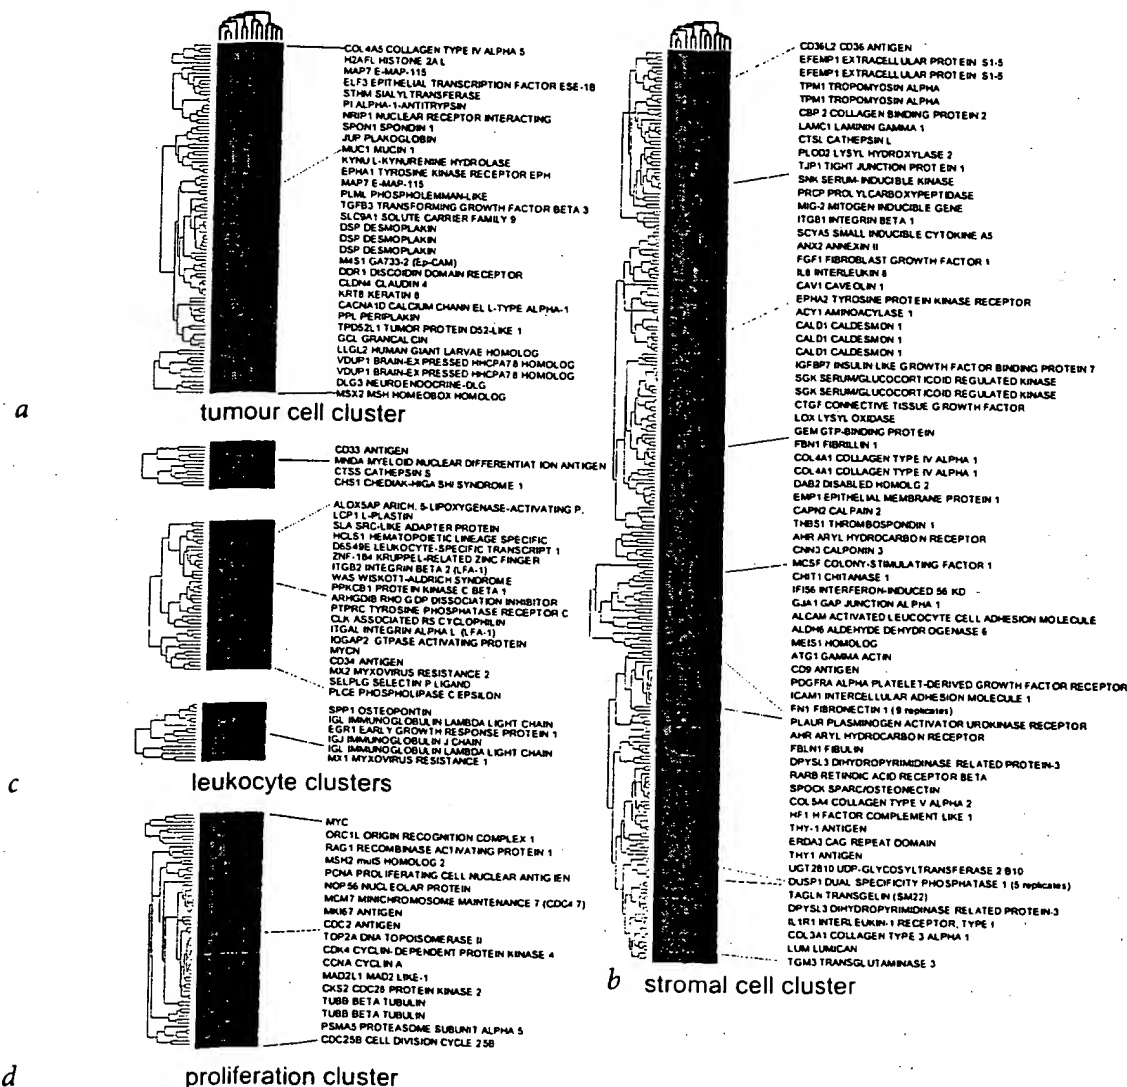 COL4A5 COLLAGEN TYPE IV ALPHA 5
H2AFL HISTONE 2A L
MAP7 E-MAP-115
ELF3 EPITHELIAL TRANSCRIPTION FACTOR ESE-1B
STHM SIALYLTRANSFERASE
PI ALPHA-1-ANTITRYPSIN
NRIP1 NUCLEAR RECEPTOR INTERACTING
SPON1 SPONDIN 1
JUP PLAKOGLOBIN
MUC1 MUCIN 1
KYNU L-KYNURENINE HYDROLASE
EPHA1 TYROSINE KINASE RECEPTOR EPH
MAP7 E-MAP-115
PLML PHOSPHOLEMMAN-LIKE
TGFB3 TRANSFORMING GROWTH FACTOR BETA 3
SLC9A1 SOLUTE CARRIER FAMILY 9
DSP DESMOPLAKIN
DSP DESMOPLAKIN
DSP DESMOPLAKIN
M4S1 GA733-2 (Ep-CAM)
DDR1 DISCOIDIN DOMAIN RECEPTOR
CLDN4 CLAUDIN 4
KRT8 KERATIN 8
CACNA1D CALCIUM CHANNEL L-TYPE ALPHA-1
PPL PERIPLAKIN
TPD52L1 TUMOR PROTEIN D52-LIKE 1
GCL GRANCALCIN
LLGL2 HUMAN GIANT LARVAE HOMOLOG
VDUP1 BRAIN-EXPRESSED HHCPA78 HOMOLOG
VDUP1 BRAIN-EXPRESSED HHCPA78 HOMOLOG
DLG3 NEUROENDOCRINE-DLG
MSX2 MSH HOMEOBOX HOMOLOG
a
tumour cell cluster
CD33 ANTIGEN
MNDA MYELOID NUCLEAR DIFFERENTIATION ANTIGEN
CTSS CATHEPSIN S
CHS1 CHEDIAK-HIGASHI SYNDROME 1
ALOX5AP ARICH. 5-LIPOXYGENASE-ACTIVATING P.
LCP1 L-PLASTIN
SLA SRC-LIKE ADAPTER PROTEIN
HCLS1 HEMATOPOIETIC LINEAGE SPECIFIC
D6S49E LEUKOCYTE-SPECIFIC TRANSCRIPT 1
ZNF-184 KRUPPEL-RELATED ZINC FINGER
ITGB2 INTEGRIN BETA 2 (LFA-1)
WAS WISKOTT-ALDRICH SYNDROME
PPKCB1 PROTEIN KINASE C BETA 1
ARHGDIB RHO GDP DISSOCIATION INHIBITOR
PTPRC TYROSINE PHOSPHATASE RECEPTOR C
CLK ASSOCIATED RS CYCLOPHILIN
ITGAL INTEGRIN ALPHA L (LFA-1)
IQGAP2 GTPASE ACTIVATING PROTEIN
MYCN
CD34 ANTIGEN
MX2 MYXOVIRUS RESISTANCE 2
SELPLG SELECTIN P LIGAND
PLCE PHOSPHOLIPASE C EPSILON
SPP1 OSTEOPONTIN
IGL IMMUNOGLOBULIN LAMBDA LIGHT CHAIN
EGR1 EARLY GROWTH RESPONSE PROTEIN 1
IGJ IMMUNOGLOBULIN J CHAIN
IGL IMMUNOGLOBULIN LAMBDA LIGHT CHAIN
MX1 MYXOVIRUS RESISTANCE 1
c
leukocyte clusters
MYC
ORC1L ORIGIN RECOGNITION COMPLEX 1
RAG1 RECOMBINASE ACTIVATING PROTEIN 1
MSH2 mutS HOMOLOG 2
PCNA PROLIFERATING CELL NUCLEAR ANTIGIEN
NOP56 NUCLEOLAR PROTEIN
MCM7 MINICHROMOSOME MAINTENANCE 7 (CDC47)
MKI67 ANTIGEN
CDC2 ANTIGEN
TOP2A DNA TOPOISOMERASE II
CDK4 CYCLIN-DEPENDENT PROTEIN KINASE 4
CCNA CYCLIN A
MAD2L1 MAD2 LIKE-1
CKS2 CDC28 PROTEIN KINASE 2
TUBB BETA TUBULIN
TUBB BETA TUBULIN
PSMA5 PROTEASOME SUBUNIT ALPHA 5
CDC25B CELL DIVISION CYCLE 25B
d
proliferation cluster
CD36L2 CD36 ANTIGEN
EFEMP1 EXTRACELLULAR PROTEIN S1-5
EFEMP1 EXTRACELLULAR PROTEIN S1-5
TPM1 TROPOMYOSIN ALPHA
TPM1 TROPOMYOSIN ALPHA
CBP2 COLLAGEN BINDING PROTEIN 2
LAMC1 LAMININ GAMMA 1
CTSL CATHEPSIN L
PLOD2 LYSYL HYDROXYLASE 2
TJP1 TIGHT JUNCTION PROTEIN 1
SNK SERUM-INDUCIBLE KINASE
PRCP PROLYLCARBOXYPEPTIDASE
MIG-2 MITOGEN INDUCIBLE GENE
ITGB1 INTEGRIN BETA 1
SCYA5 SMALL INDUCIBLE CYTOKINE A5
ANX2 ANNEXIN II
FGF1 FIBROBLAST GROWTH FACTOR 1
IL8 INTERLEUKIN 8
CAV1 CAVEOLIN 1
EPHA2 TYROSINE PROTEIN KINASE RECEPTOR
ACY1 AMINOACYLASE 1
CALD1 CALDESMON 1
CALD1 CALDESMON 1
CALD1 CALDESMON 1
IGFBP7 INSULIN LIKE GROWTH FACTOR BINDING PROTEIN 7
SGK SERUM/GLUCOCORTICOID REGULATED KINASE
SGK SERUM/GLUCOCORTICOID REGULATED KINASE
CTGF CONNECTIVE TISSUE GROWTH FACTOR
LOX LYSYL OXIDASE
GEM GTP-BINDING PROTEIN
FBN1 FIBRILLIN 1
COL4A1 COLLAGEN TYPE IV ALPHA 1
COL4A1 COLLAGEN TYPE IV ALPHA 1
DAB2 DISABLED HOMOLG 2
EMP1 EPITHELIAL MEMBRANE PROTEIN 1
CAPN2 CALPAIN 2
THBS1 THROMBOSPONDIN 1
AHR ARYL HYDROCARBON RECEPTOR
CNN3 CALPONIN 3
MCSF COLONY-STIMULATING FACTOR 1
CHIT1 CHITANASE 1
IFI56 INTERFERON-INDUCED 56 KD
GJA1 GAP JUNCTION ALPHA 1
ALCAM ACTIVATED LEUCOCYTE CELL ADHESION MOLECULE
ALDH6 ALDEHYDE DEHYDROGENASE 6
MEIS1 HOMOLOG
ATG1 GAMMA ACTIN
CD9 ANTIGEN
PDGFRA ALPHA PLATELET-DERIVED GROWTH FACTOR RECEPTOR
ICAM1 INTERCELLULAR ADHESION MOLECULE 1
FN1 FIBRONECTIN 1 (9 replicates)
PLAUR PLASMINOGEN ACTIVATOR UROKINASE RECEPTOR
AHR ARYL HYDROCARBON RECEPTOR
FBLN1 FIBULIN
DPYSL3 DIHYDROPYRIMIDINASE RELATED PROTEIN-3
RARB RETINOIC ACID RECEPTOR BETA
SPOCK SPARC/OSTEONECTIN
COL5A4 COLLAGEN TYPE V ALPHA 2
HF1 H FACTOR COMPLEMENT LIKE 1
THY-1 ANTIGEN
ERDA3 CAG REPEAT DOMAIN
THY1 ANTIGEN
UGT2B10 UDP-GLYCOSYLTRANSFERASE 2 B10
DUSP1 DUAL SPECIFICITY PHOSPHATASE 1 (5 replicates)
TAGLN TRANSGELIN (SM22)
DPYSL3 DIHYDROPYRIMIDINASE RELATED PROTEIN-3
IL1R1 INTERLEUKIN-1 RECEPTOR, TYPE 1
COL3A1 COLLAGEN TYPE 3 ALPHA 1
LUM LUMICAN
TGM3 TRANSGLUTAMINASE 3
b
stromal cell cluster